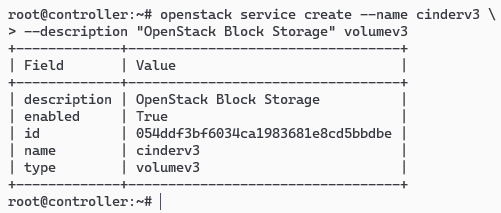 root@controller:~# openstack service create --name cinderv3 \
> --description "OpenStack Block Storage" volumev3
+-------------+----------------------------------+
| Field       | Value                            |
+-------------+----------------------------------+
| description | OpenStack Block Storage          |
| enabled     | True                             |
| id          | 054ddf3bf6034ca1983681e8cd5bbdbe |
| name        | cinderv3                         |
| type        | volumev3                         |
+-------------+----------------------------------+
root@controller:~#